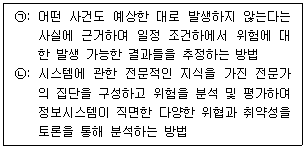 ㉠: 어떤 사건도 예상한 대로 발생하지 않는다는
사실에 근거하며 일정 조건하에서 위험에 대
한 발생 가능한 결과들을 추정하는 방법
㉡: 시스템에 관한 전문적인 지식을 가진 전문가
의 집단을 구성하고 위험을 분석 및 평가하며
정보시스템이 직면한 다양한 위협과 취약성을
토론을 통해 분석하는 방법